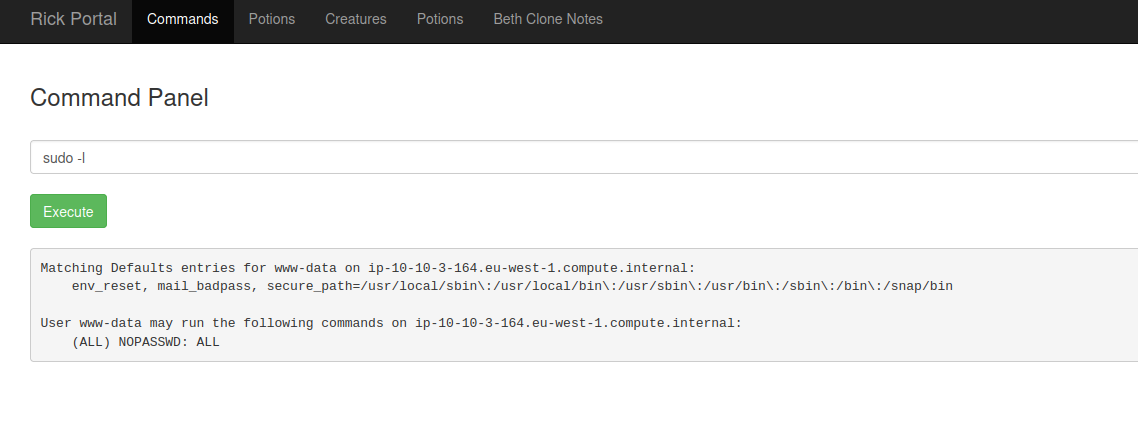 Rick Portal Commands Potions Creatures Potions Beth Clone Notes
Command Panel
sudo -l
Execute
Matching Defaults entries for www-data on ip-10-10-3-164.eu-west-1.compute.internal:
    env_reset, mail_badpass, secure_path=/usr/local/sbin\:/usr/local/bin\:/usr/sbin\:/usr/bin\:/sbin\:/bin\:/snap/bin
User www-data may run the following commands on ip-10-10-3-164.eu-west-1.compute.internal:
    (ALL) NOPASSWD: ALL